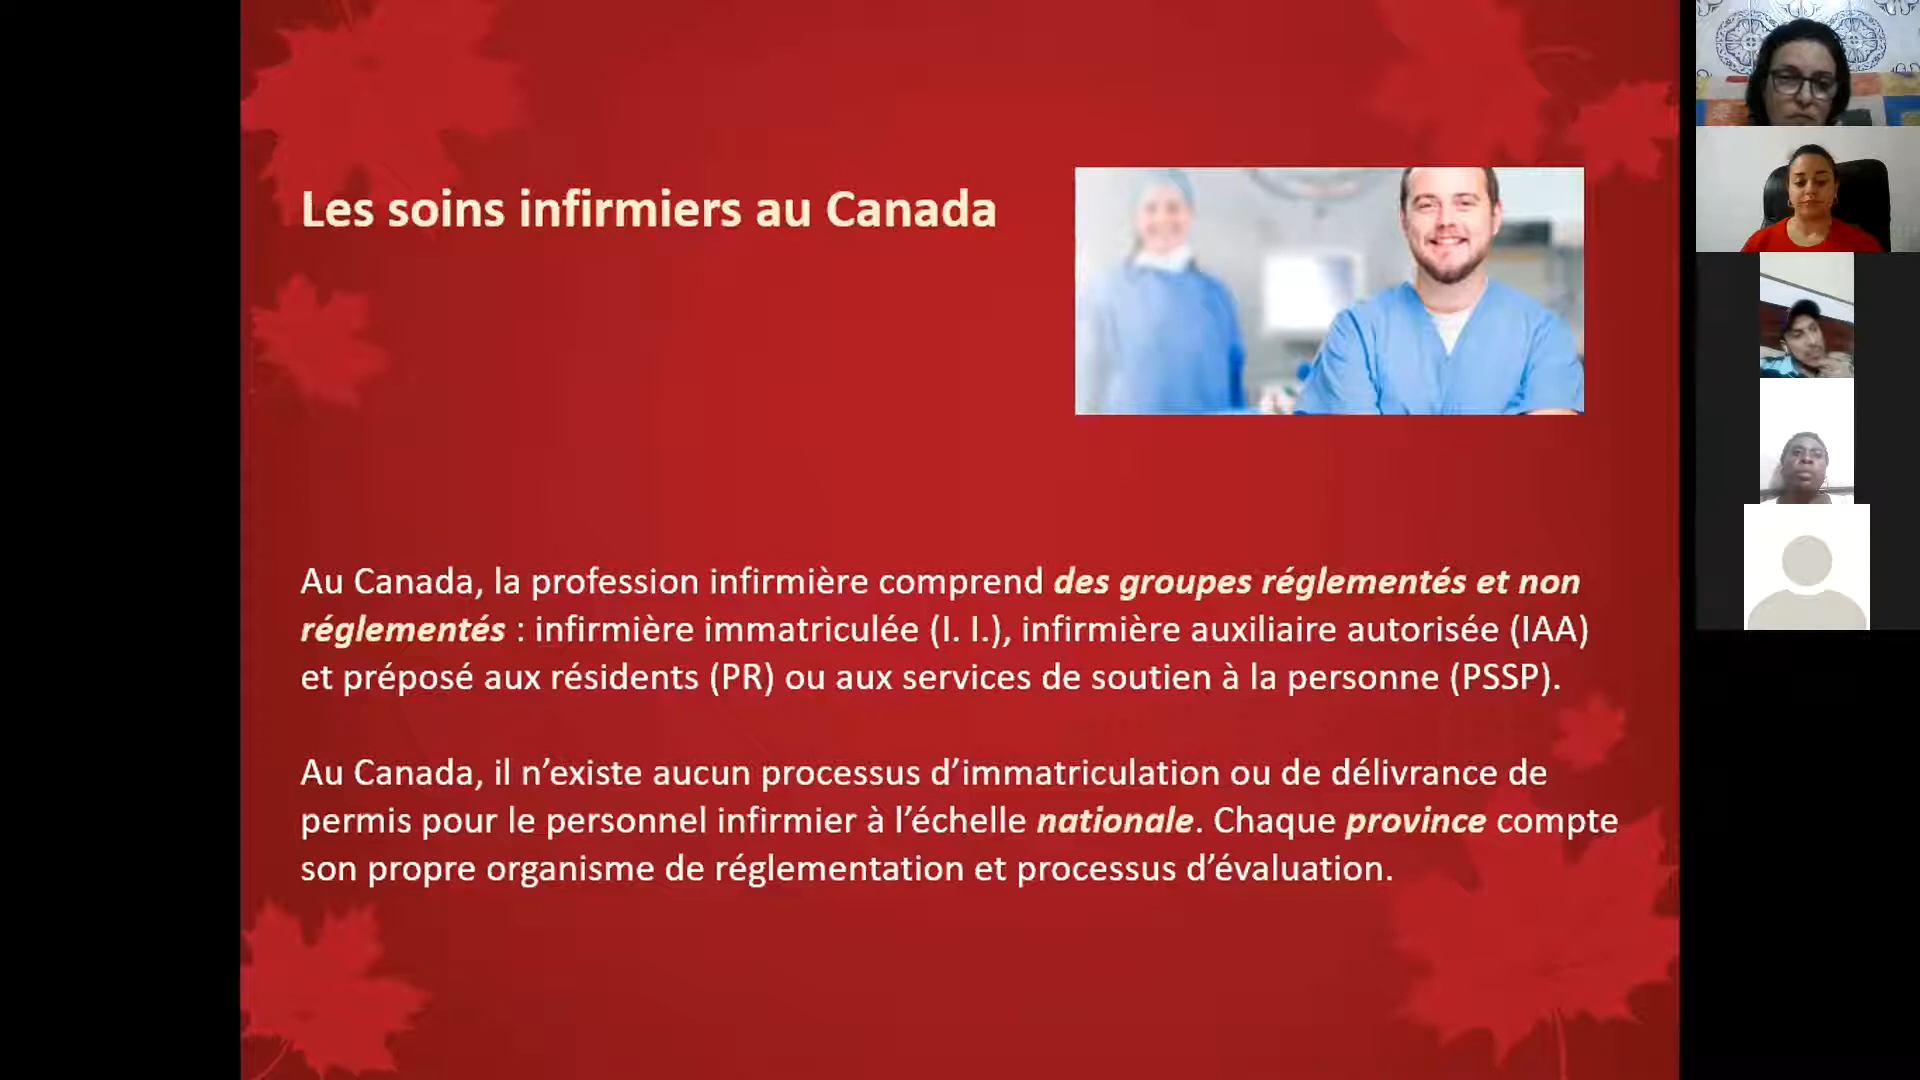 Les soins infirmiers au Canada
Au Canada, la profession infirmière comprend des groupes réglementés et non
réglementés : infirmière immatriculée (I. I.), infirmière auxiliaire autorisée (IAA)
et préposé aux résidents (PR) ou aux services de soutien à la personne (PSSP).
Au Canada, il n’existe aucun processus d’immatriculation ou de délivrance de
permis pour le personnel infirmier à l’échelle nationale. Chaque province compte
son propre organisme de réglementation et processus d’évaluation.